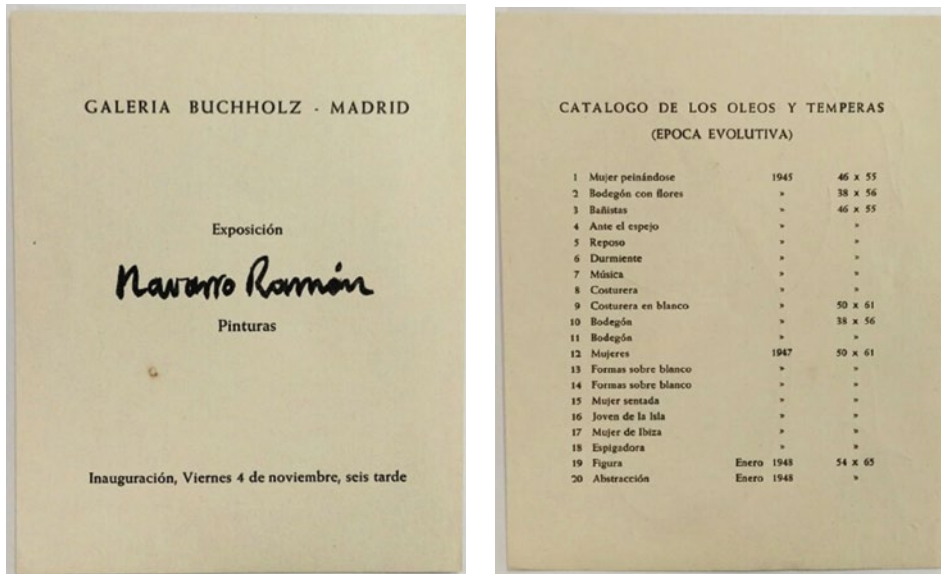 GALERIA BUCHHOLZ - MADRID
Exposición
Navarro Ramón
Pinturas
Inauguración, Viernes 4 de noviembre, seis tarde
CATALOGO DE LOS OLEOS Y TEMPERAS
(EPOCA EVOLUTIVA)
1 Mujer peinándose 1945 46 x 55
2 Bodegón con flores » 38 x 56
3 Bañistas » 46 x 55
4 Ante el espejo » »
5 Reposo » »
6 Durmiente » »
7 Música » »
8 Costurera » »
9 Costurera en blanco » 50 x 61
10 Bodegón » 38 x 56
11 Bodegón » »
12 Mujeres 1947 50 x 61
13 Formas sobre blanco » »
14 Formas sobre blanco » »
15 Mujer sentada » »
16 Joven de la Isla » »
17 Mujer de Ibiza » »
18 Espigadora » »
19 Figura Enero 1948 54 x 65
20 Abstracción Enero 1948 »